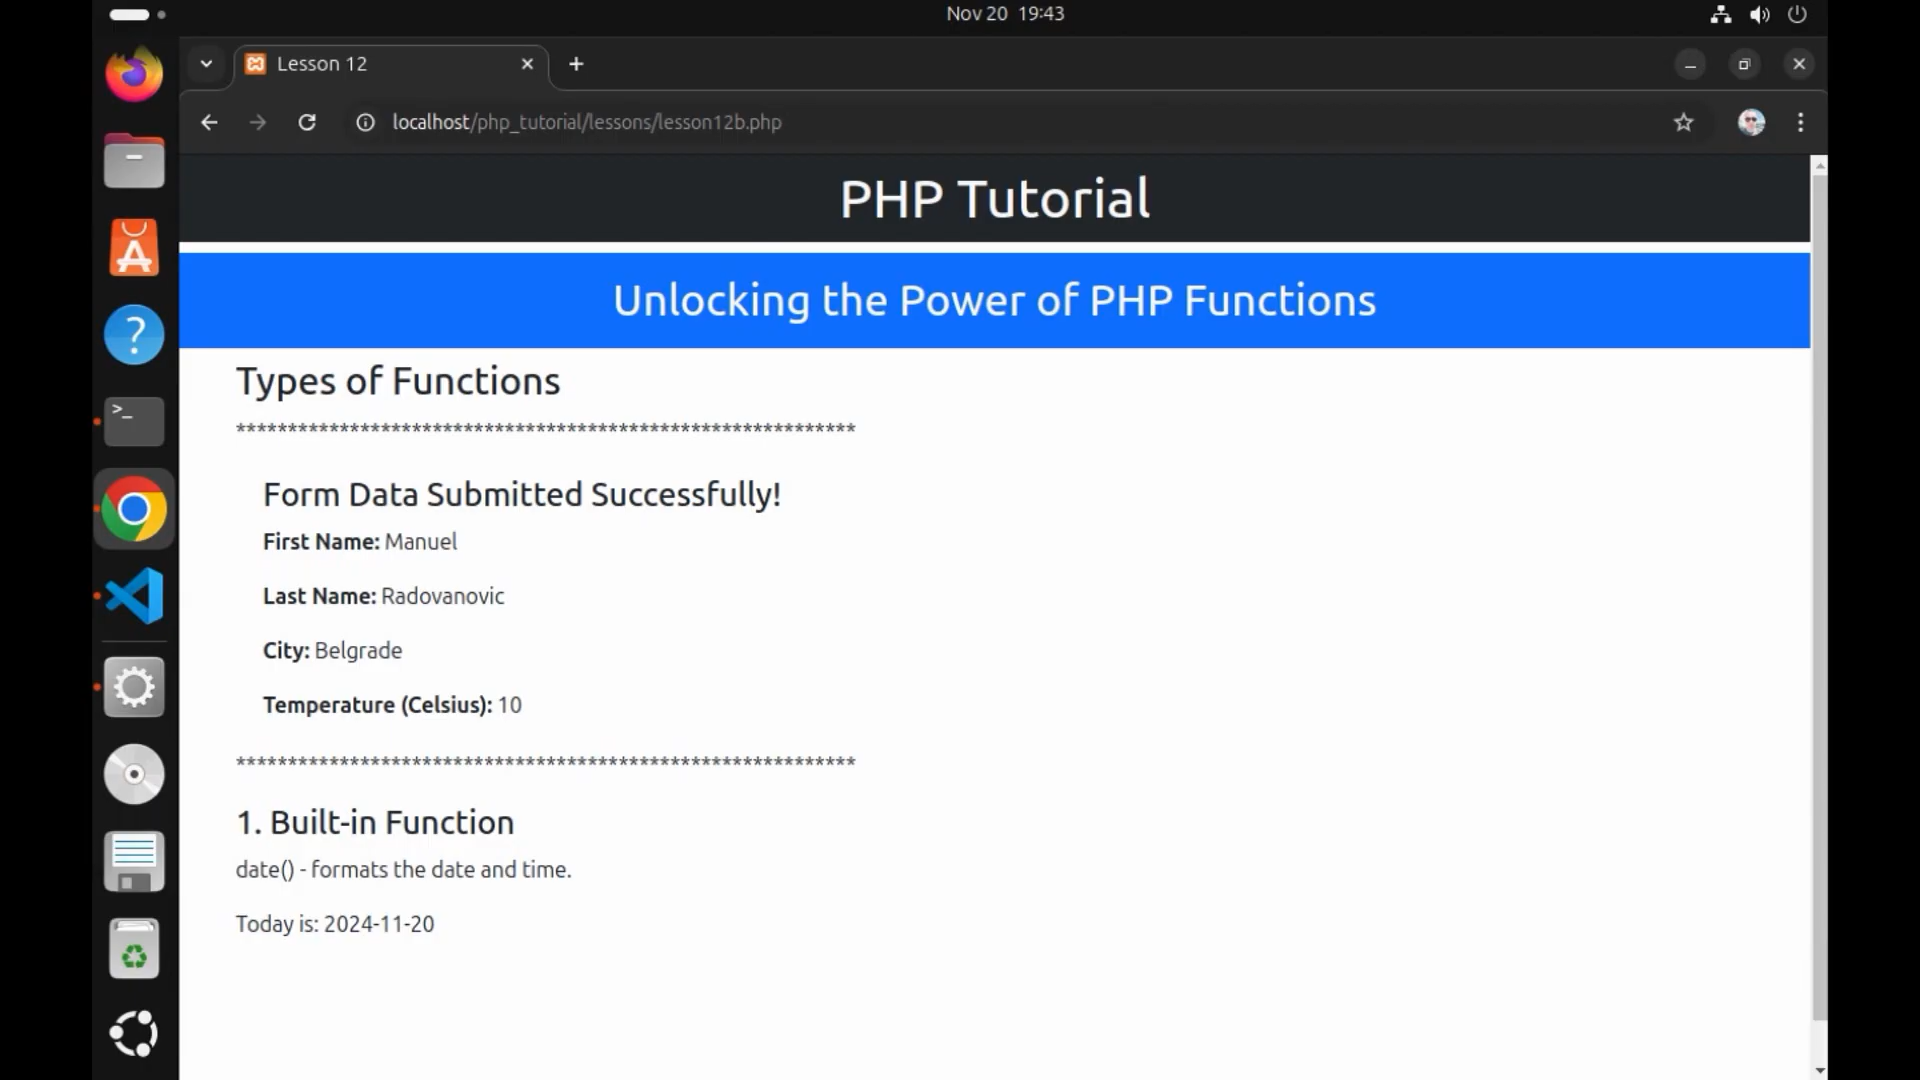 Nov 20 19:43
Lesson 12
localhost/php_tutorial/lessons/lesson12b.php
PHP Tutorial
Unlocking the Power of PHP Functions
Types of Functions
************************************************************
Form Data Submitted Successfully!
First Name: Manuel
Last Name: Radovanovic
City: Belgrade
Temperature (Celsius): 10
************************************************************
1. Built-in Function
date() - formats the date and time.
Today is: 2024-11-20